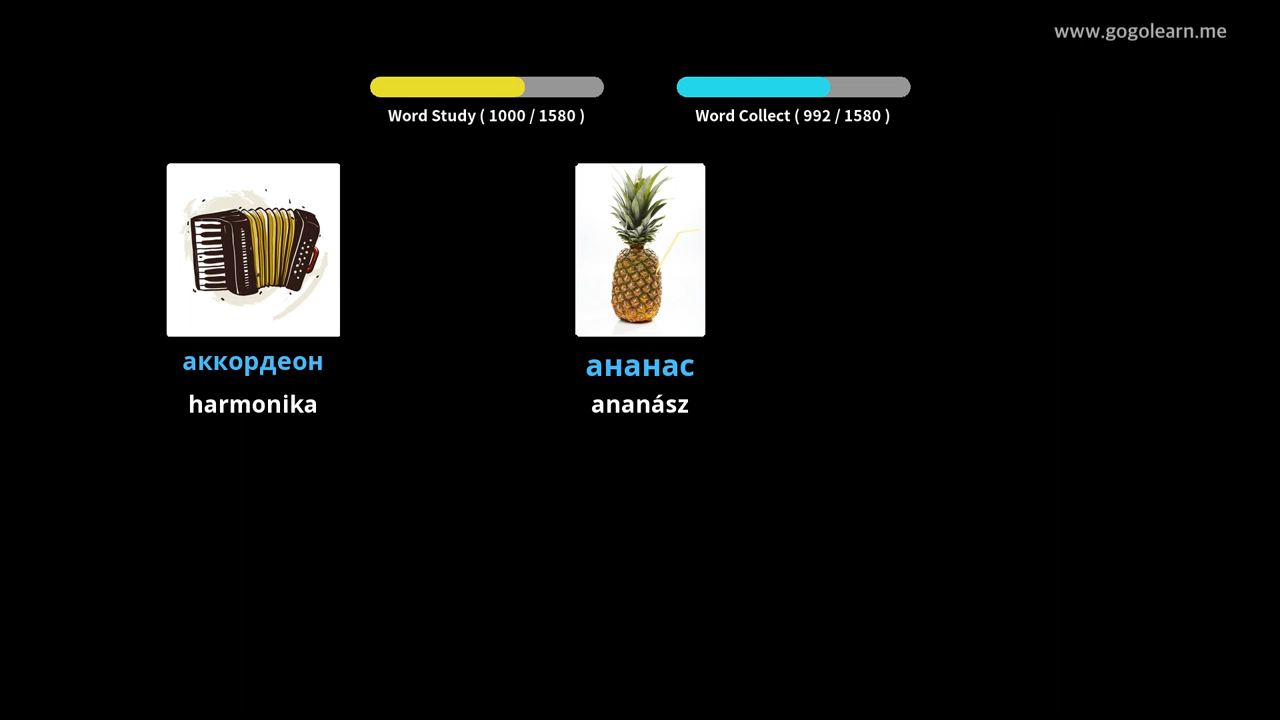 www.gogolearn.me
Word Study ( 1000 / 1580 )
Word Collect ( 992 / 1580 )
аккордеон
harmonika
ананас
ananász